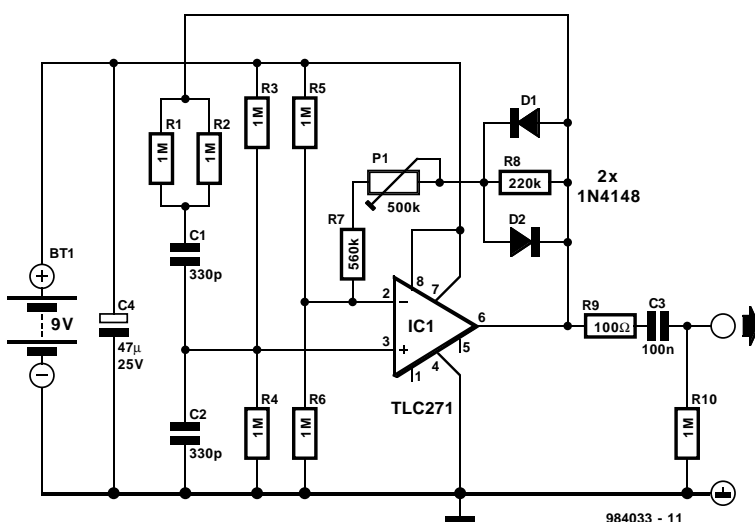 R1
1M
R2
1M
R3
1M
R5
1M
D1
P1
500k
R8
220k
2x
1N4148
D2
R7
560k
C1
330p
BT1
9V
C4
47µ
25V
2
3
8
7
6
5
4
1
IC1
TLC271
R9
100Ω
C3
100n
R4
1M
R6
1M
C2
330p
R10
1M
984033 - 11